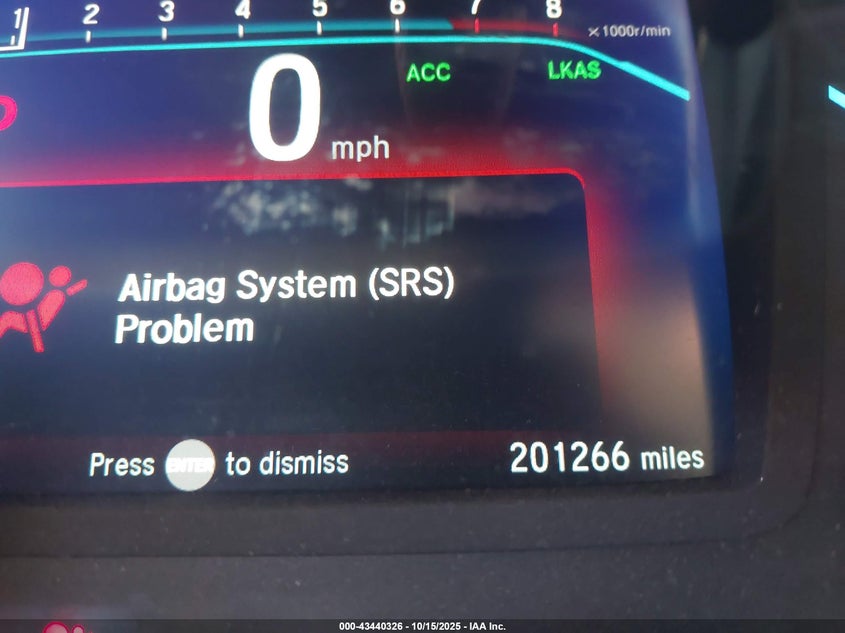 1 2 3 4 5 6 7 8
×1000r/min
ACC LKAS
0 mph
Airbag System (SRS)
Problem
Press ENTER to dismiss
201266 miles
000-43440326 - 10/15/2025 - IAA Inc.